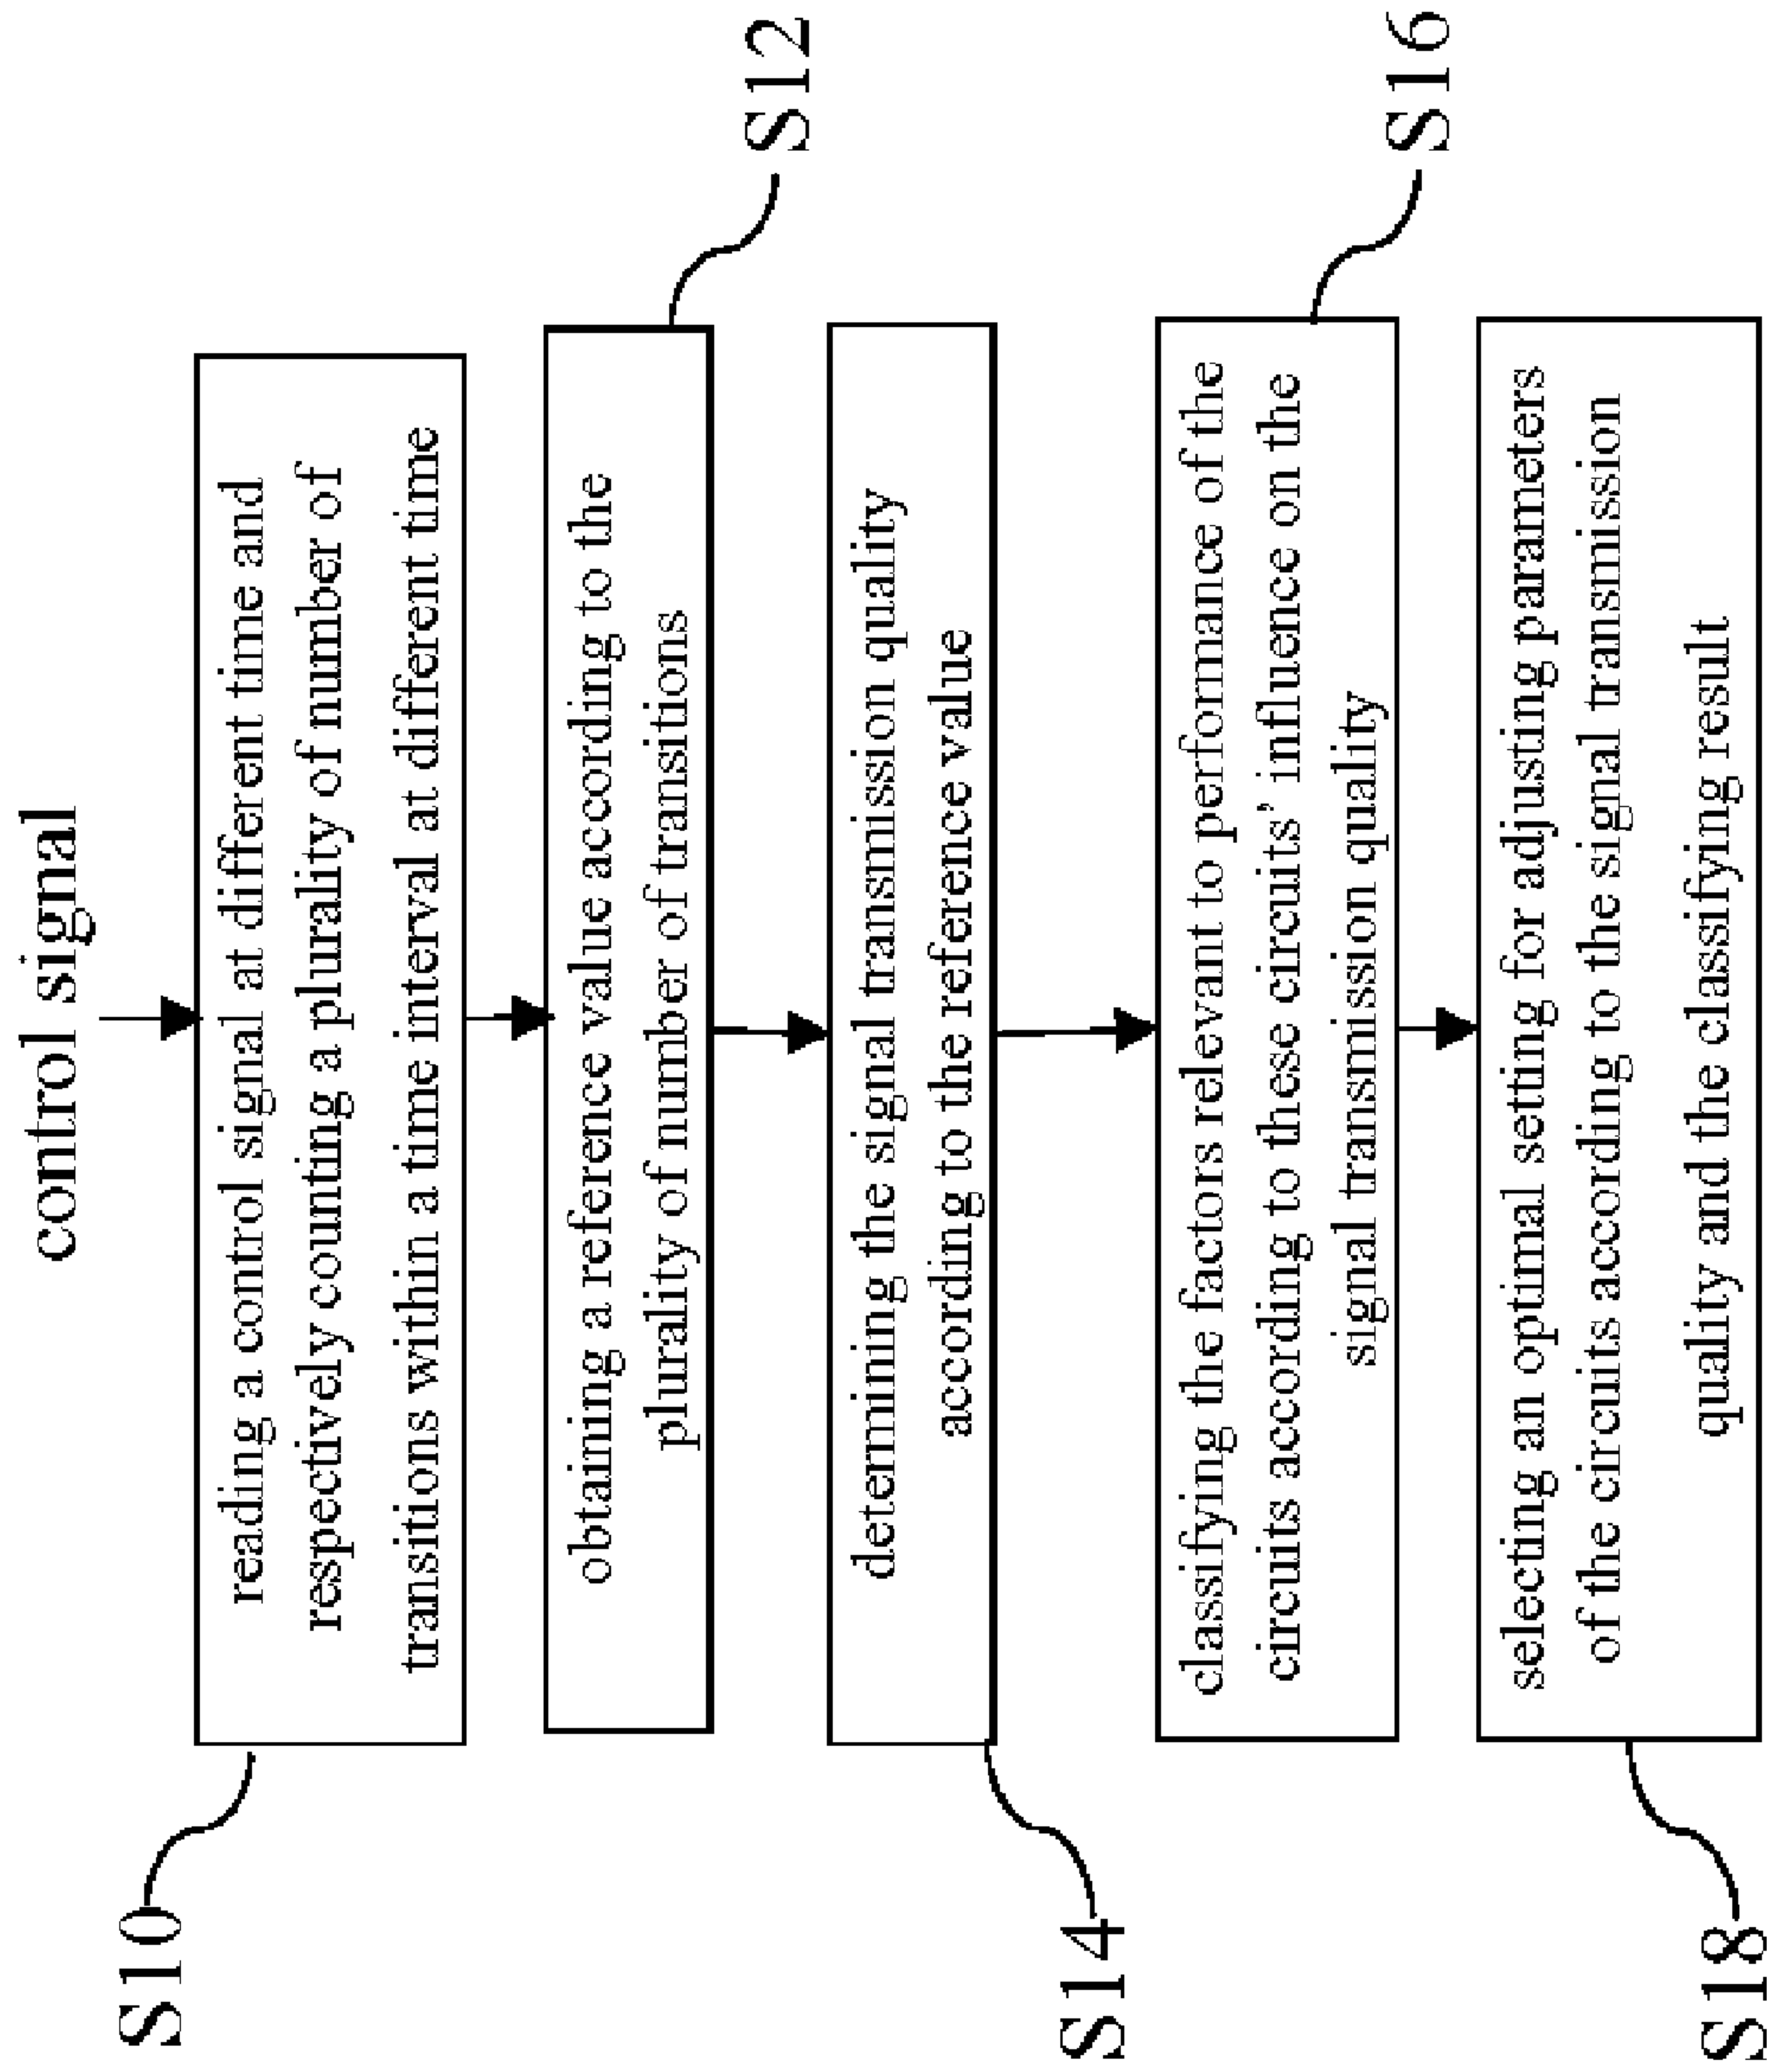 control signal
S10
reading a control signal at different time and
respectively counting a plurality of number of
transitions within a time interval at different time
obtaining a reference value according to the
plurality of number of transitions
S12
determining the signal transmission quality
according to the reference value
S14
classifying the factors relevant to performance of the
circuits according to these circuits' influence on the
signal transmission quality
S16
selecting an optimal setting for adjusting parameters
of the circuits according to the signal transmission
quality and the classifying result
S18